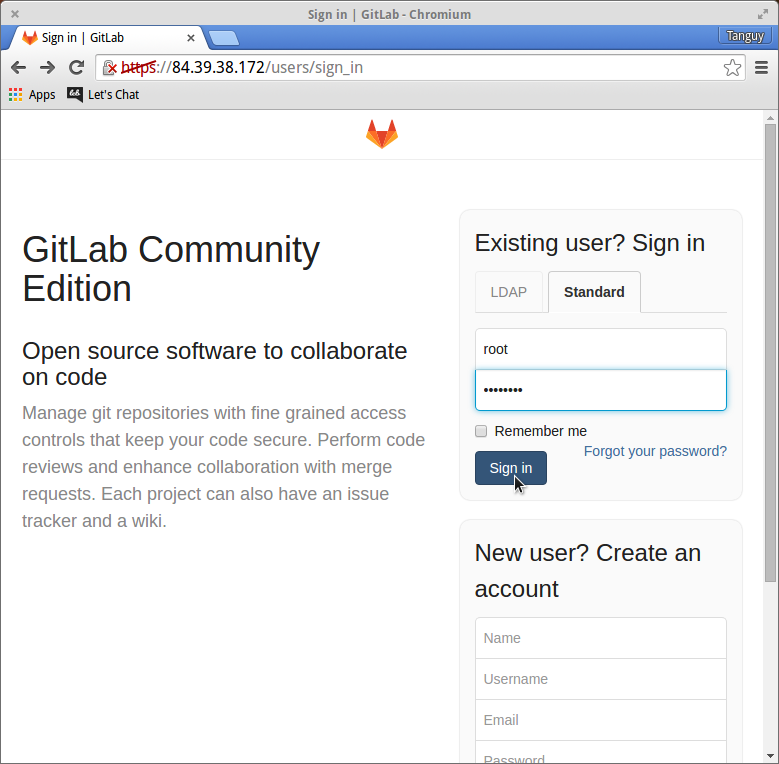 Sign in | GitLab - Chromium
Sign in | GitLab
Tanguy
https://84.39.38.172/users/sign_in
Apps
Let's Chat
GitLab Community
Edition
Open source software to collaborate
on code
Manage git repositories with fine grained access
controls that keep your code secure. Perform code
reviews and enhance collaboration with merge
requests. Each project can also have an issue
tracker and a wiki.
Existing user? Sign in
LDAP
Standard
root
••••••••
Remember me
Forgot your password?
Sign in
New user? Create an
account
Name
Username
Email
Password